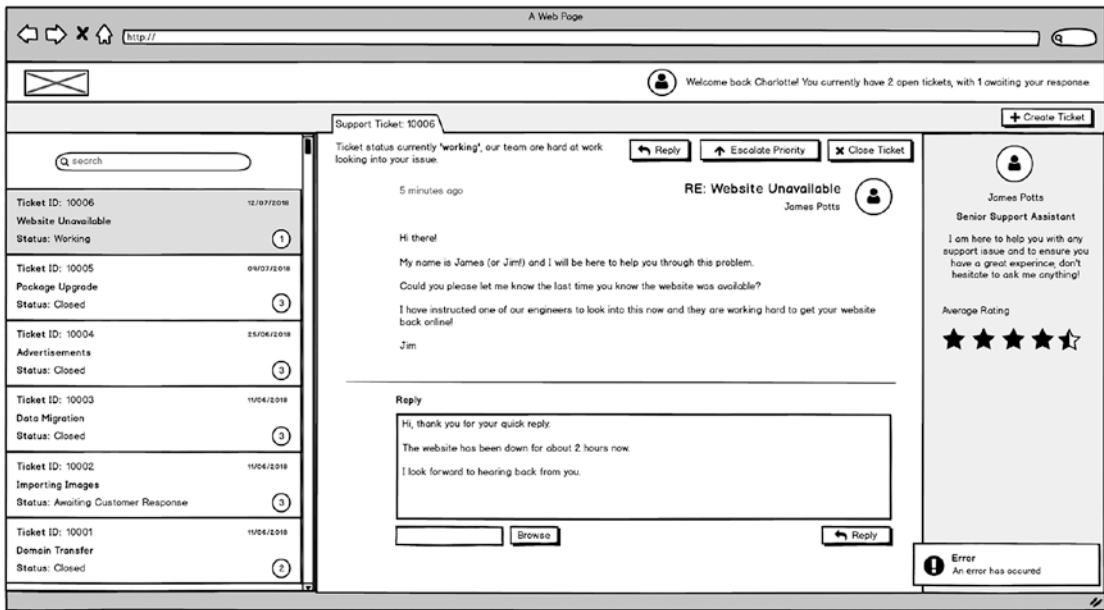 A Web Page
http://
Welcome back Charlotte! You currently have 2 open tickets, with 1 awaiting your response
+ Create Ticket
search
Ticket ID: 10006 12/07/2018
Website Unavailable
Status: Working 1
Ticket ID: 10005 09/07/2018
Package Upgrade
Status: Closed 3
Ticket ID: 10004 25/06/2018
Advertisements
Status: Closed 3
Ticket ID: 10003 11/06/2018
Data Migration
Status: Closed 3
Ticket ID: 10002 11/06/2018
Importing Images
Status: Awaiting Customer Response 3
Ticket ID: 10001 11/06/2018
Domain Transfer
Status: Closed 2
Support Ticket: 10006
Ticket status currently 'working', our team are hard at work
looking into your issue.
Reply
Escalate Priority
Close Ticket
5 minutes ago
RE: Website Unavailable
James Potts
Hi there!
My name is James (or Jim!) and I will be here to help you through this problem.
Could you please let me know the last time you know the website was available?
I have instructed one of our engineers to look into this now and they are working hard to get your website
back online!
Jim
Reply
Hi, thank you for your quick reply.
The website has been down for about 2 hours now.
I look forward to hearing back from you.
Browse
Reply
James Potts
Senior Support Assistant
I am here to help you with any
support issue and to ensure you
have a great experince, don't
hesitate to ask me anything!
Average Rating
Error
An error has occured